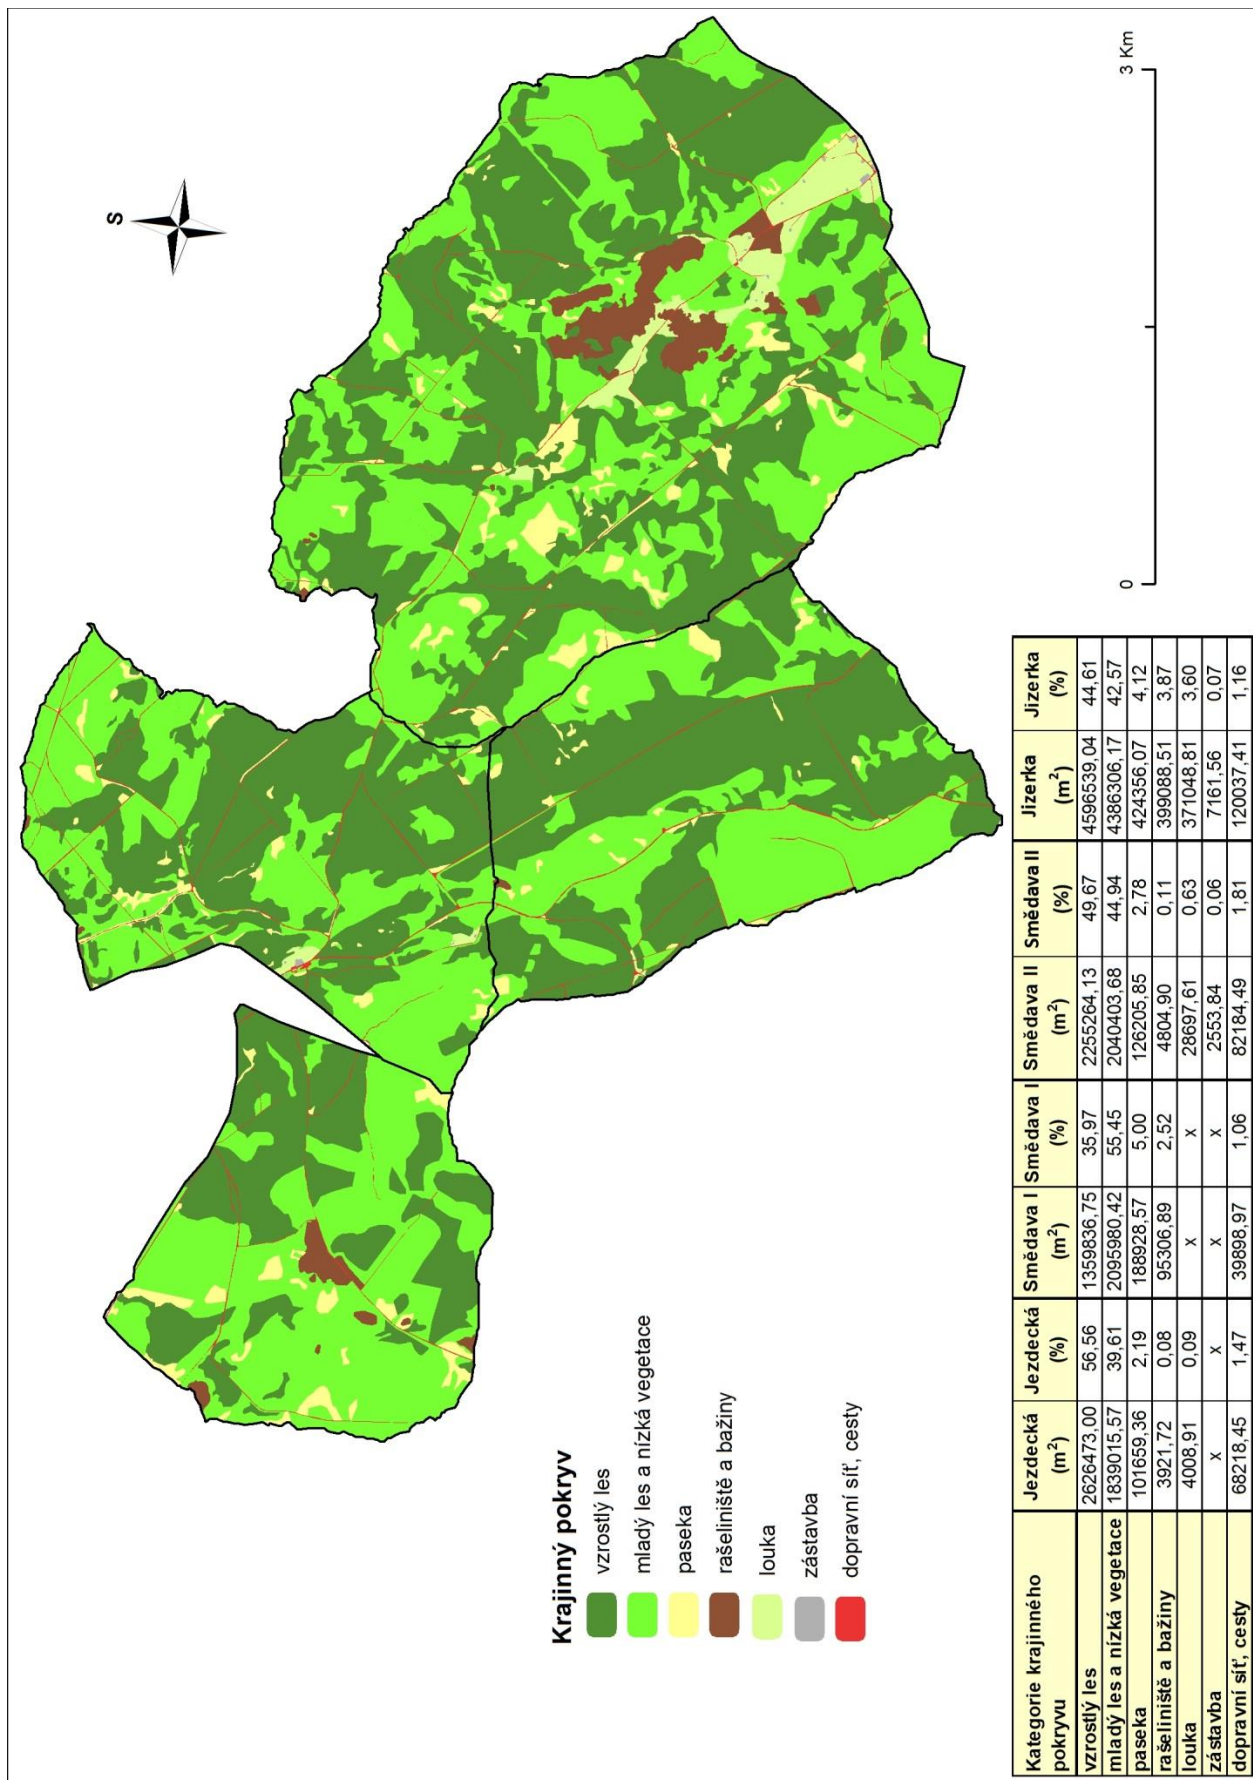 S
Krajinný pokryv
vzrostlý les
mladý les a nízká vegetace
paseka
rašeliniště a bažiny
louka
zástavba
dopravní síť, cesty
0 3 Km
Kategorie krajinného pokryvu Jezdecká (m²) Jezdecká (%) Smědava I (m²) Smědava I (%) Smědava II (m²) Smědava II (%) Jizerka (m²) Jizerka (%)
vzrostlý les 2626473,00 56,56 1359836,75 35,97 2255264,13 49,67 4596539,04 44,61
mladý les a nízká vegetace 1839015,57 39,61 2095980,42 55,45 2040403,68 44,94 4386306,17 42,57
paseka 101659,36 2,19 188928,57 5,00 126205,85 2,78 424356,07 4,12
rašeliniště a bažiny 3921,72 0,08 95306,89 2,52 4804,90 0,11 399088,51 3,87
louka 4008,91 0,09 x x 28697,61 0,63 371048,81 3,60
zástavba x x x x 2553,84 0,06 7161,56 0,07
dopravní síť, cesty 68218,45 1,47 39898,97 1,06 82184,49 1,81 120037,41 1,16